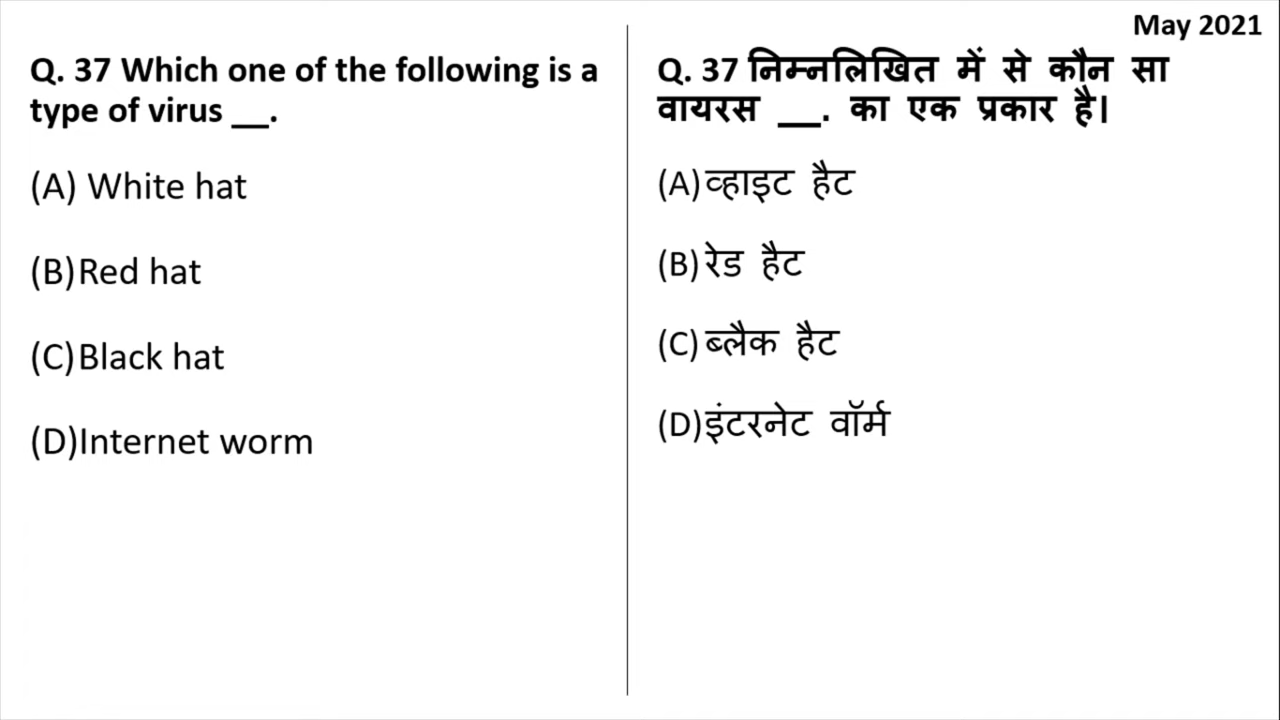 May 2021
Q. 37 Which one of the following is a
type of virus __.
(A) White hat
(B)Red hat
(C)Black hat
(D)Internet worm
Q. 37 निम्नलिखित में से कौन सा
वायरस __. का एक प्रकार है।
(A)व्हाइट हैट
(B)रेड हैट
(C)ब्लैक हैट
(D)इंटरनेट वॉर्म